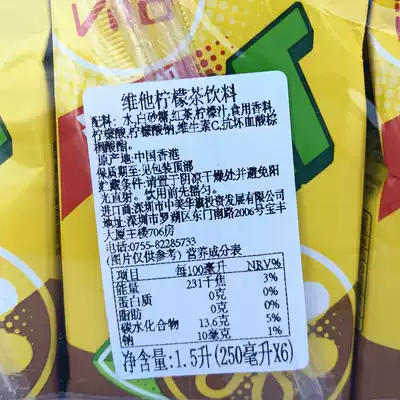 维他柠檬茶饮料
配料: 水,白砂糖,红茶,柠檬汁,食用香料,
柠檬酸,柠檬酸钠,维生素C,抗坏血酸棕
榈酸酯。
原产地:中国香港
保质期至:见包装顶部
贮藏条件:请置于阴凉干燥处并避免阳
光直射。饮用前摇匀。
进口商:深圳市中美华赢投资发展有限公司
地址:深圳市罗湖区东门南路2006号宝丰
大厦主楼706房
电话:0755-82285733
(图片仅供参考) 营养成分表
项目 每100毫升 NRV%
能量 231千焦 3%
蛋白质 0克 0%
脂肪 0克 0%
碳水化合物 13.6克 5%
钠 10毫克 1%
净含量:1.5升(250毫升X6)